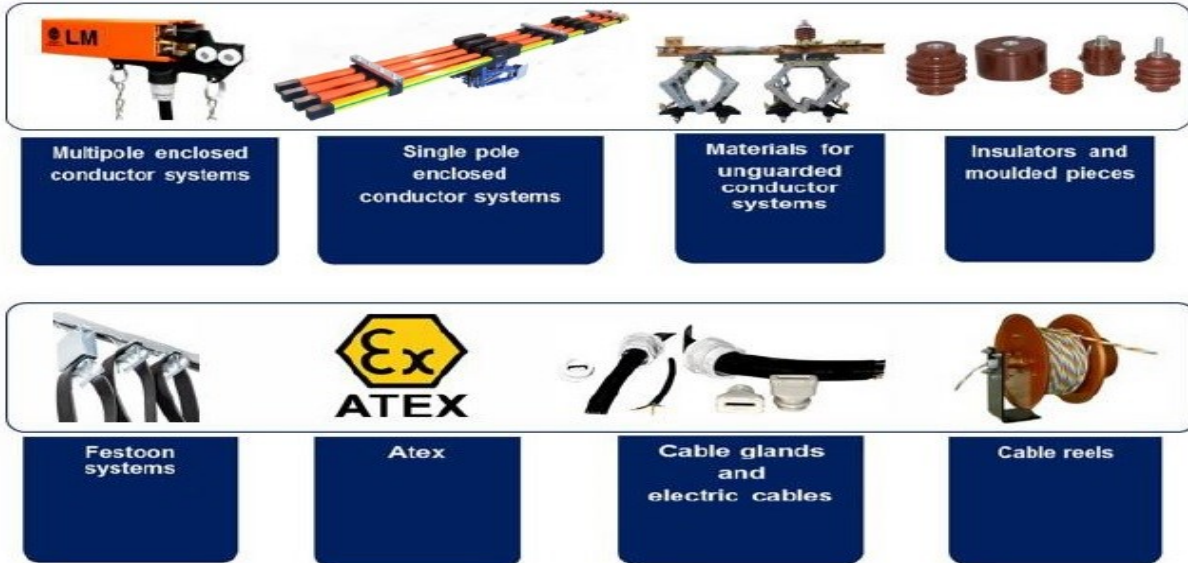 LM
Multipole enclosed
conductor systems
Single pole
enclosed
conductor systems
Materials for
unguarded
conductor
systems
Insulators and
moulded pieces
Ex
ATEX
Festoon
systems
Atex
Cable glands
and
electric cables
Cable reels